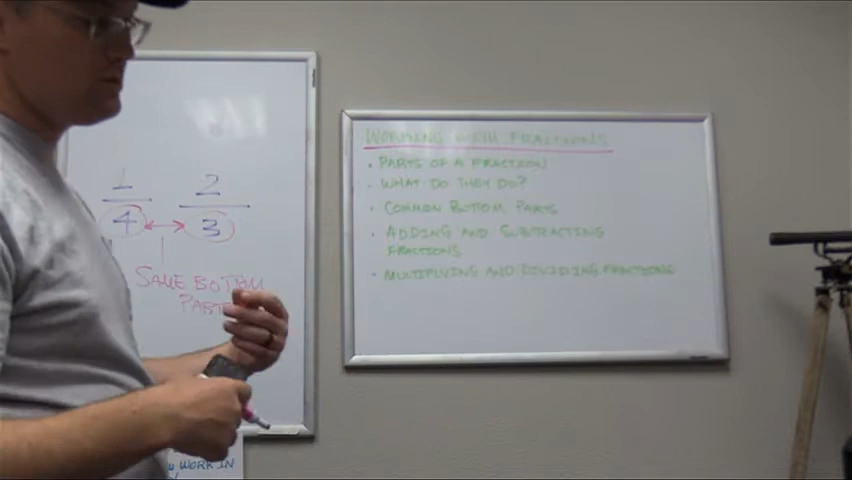 1 2
4 3
SAME BOTTOM
PART
WORKING WITH FRACTIONS
• PARTS OF A FRACTION
• WHAT DO THEY DO?
• COMMON BOTTOM PARTS
• ADDING AND SUBTRACTING
FRACTIONS
• MULTIPLYING AND DIVIDING FRACTIONS
WORK IN